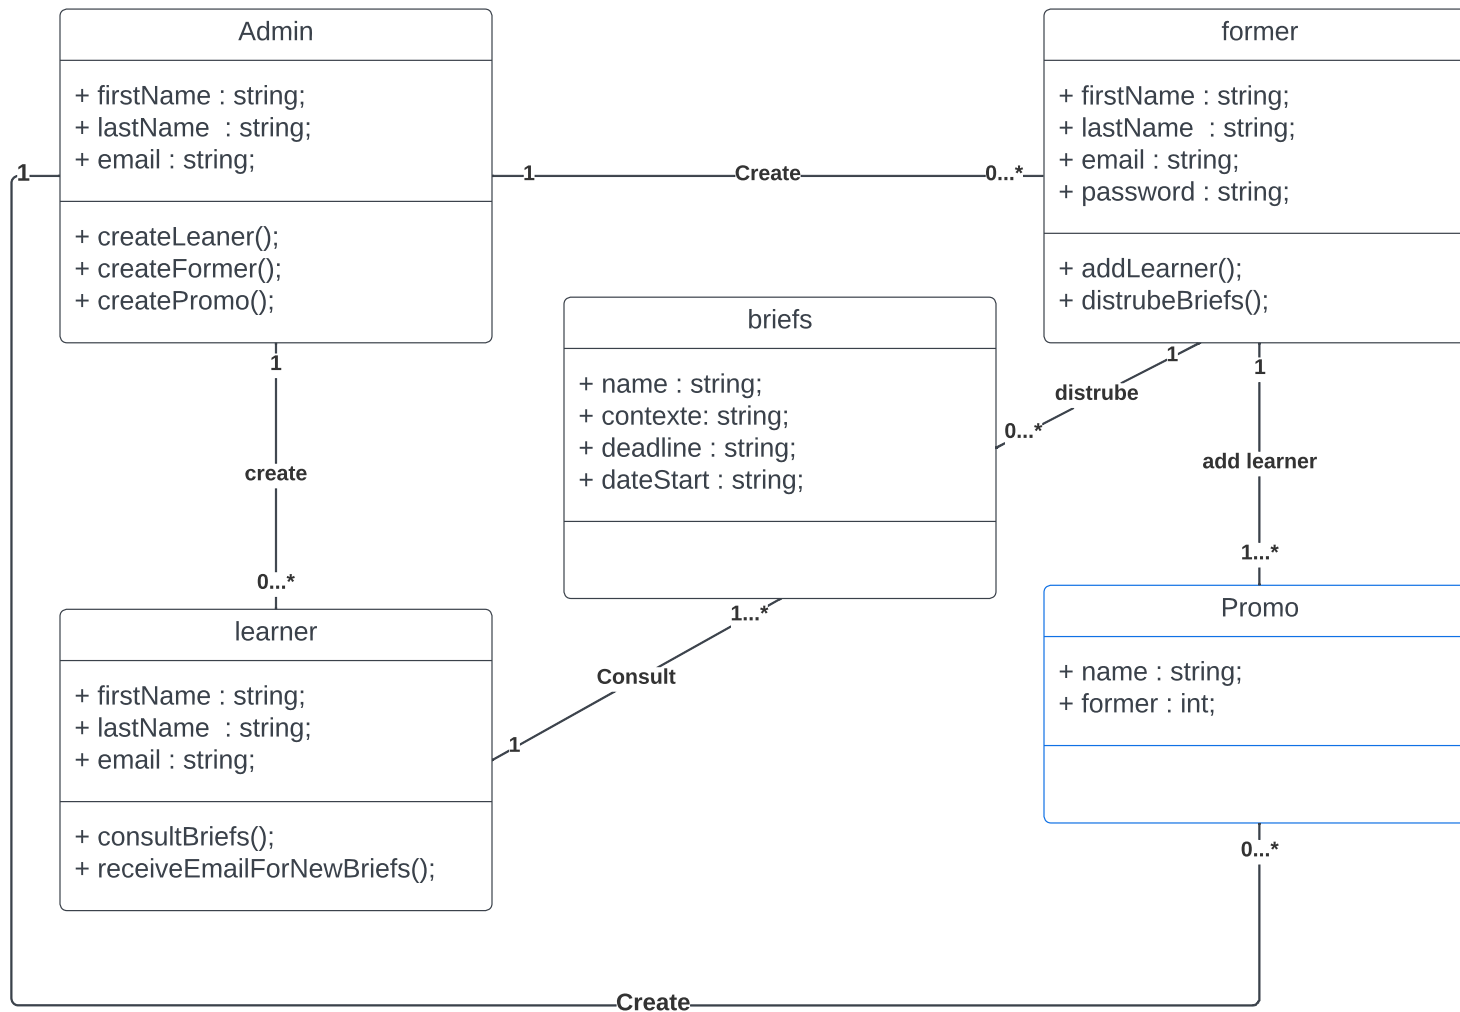 Admin
+ firstName : string;
+ lastName  : string;
+ email : string;
+ createLeaner();
+ createFormer();
+ createPromo();
1
1
Create
0...*
former
+ firstName : string;
+ lastName  : string;
+ email : string;
+ password : string;
+ addLearner();
+ distrubeBriefs();
briefs
+ name : string;
+ contexte: string;
+ deadline : string;
+ dateStart : string;
1
distrube
0...*
1
add learner
1...*
1
create
0...*
learner
+ firstName : string;
+ lastName  : string;
+ email : string;
+ consultBriefs();
+ receiveEmailForNewBriefs();
1...*
Consult
1
Promo
+ name : string;
+ former : int;
0...*
Create